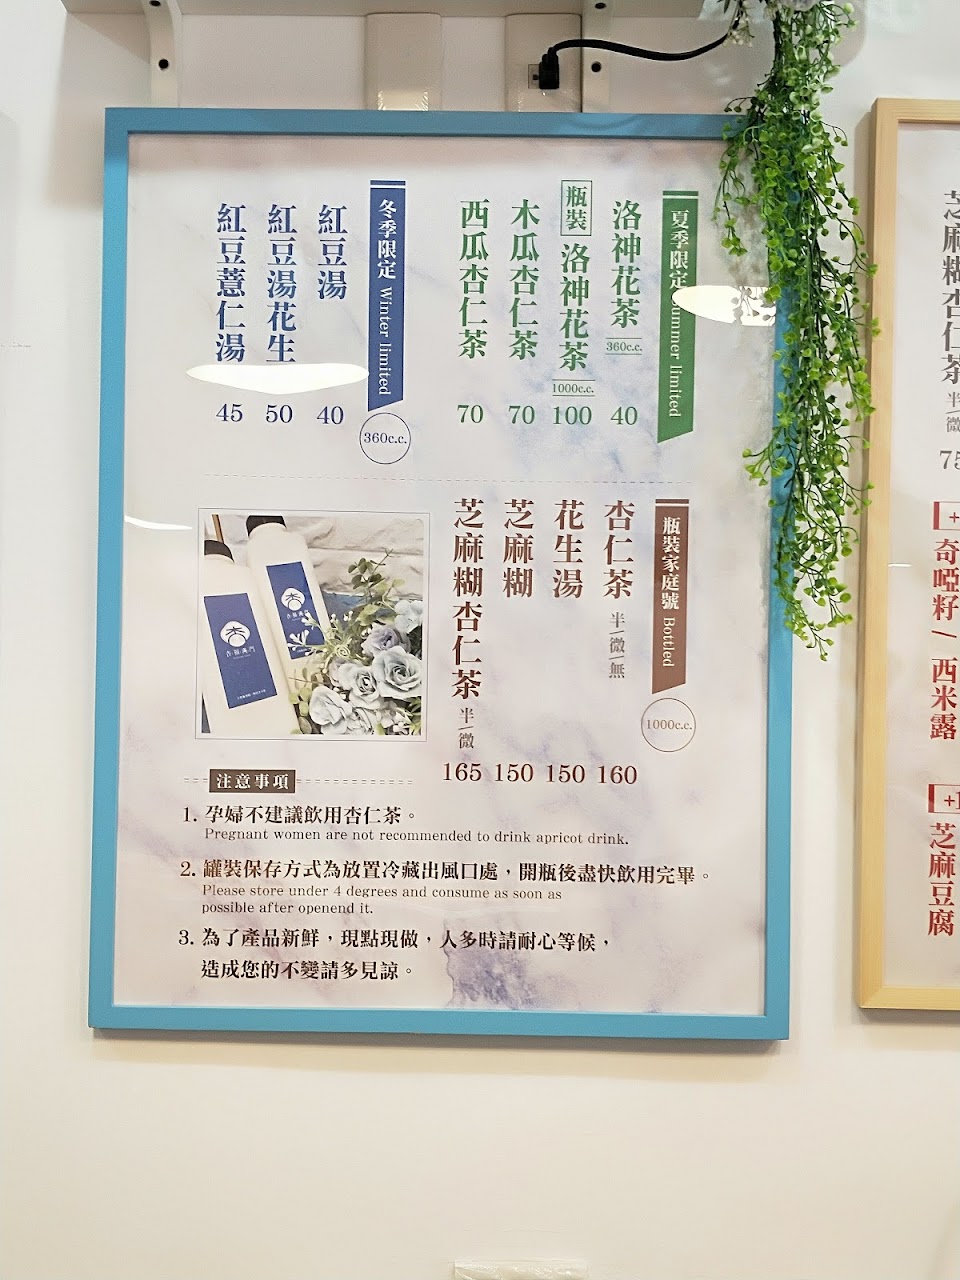 夏季限定 Summer limited
洛神花茶 360c.c. 40
瓶裝 洛神花茶 1000c.c. 100
木瓜杏仁茶 70
西瓜杏仁茶 70
冬季限定 Winter limited
360c.c.
紅豆湯 40
紅豆湯花生 50
紅豆薏仁湯 45
瓶裝家庭號 Bottled
1000c.c.
杏仁茶 半/微/無 160
花生湯 150
芝麻糊 150
芝麻糊杏仁茶 半/微 165
注意事項
1. 孕婦不建議飲用杏仁茶。
Pregnant women are not recommended to drink apricot drink.
2. 罐裝保存方式為放置冷藏出風口處，開瓶後盡快飲用完畢。
Please store under 4 degrees and consume as soon as
possible after openend it.
3. 為了產品新鮮，現點現做，人多時請耐心等候，
造成您的不變請多見諒。
芝麻糊杏仁茶 半/微
奇啞籽/西米露
芝麻豆腐